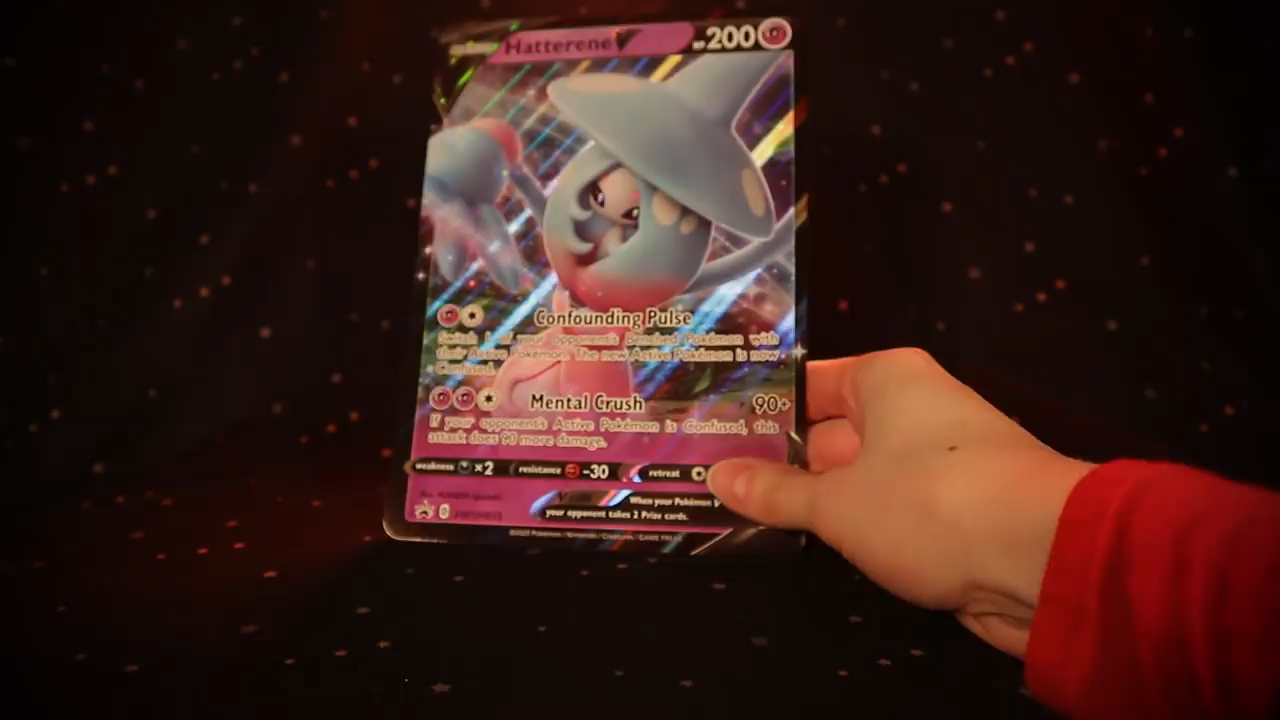 Hatterene V
200
Confounding Pulse
Switch 1 of your opponent's Benched Pokémon with
their Active Pokémon. The new Active Pokémon is now
Confused.
Mental Crush 90+
If your opponent's Active Pokémon is Confused, this
attack does 90 more damage.
weakness ×2 resistance -30 retreat
When your Pokémon V
your opponent takes 2 Prize cards.